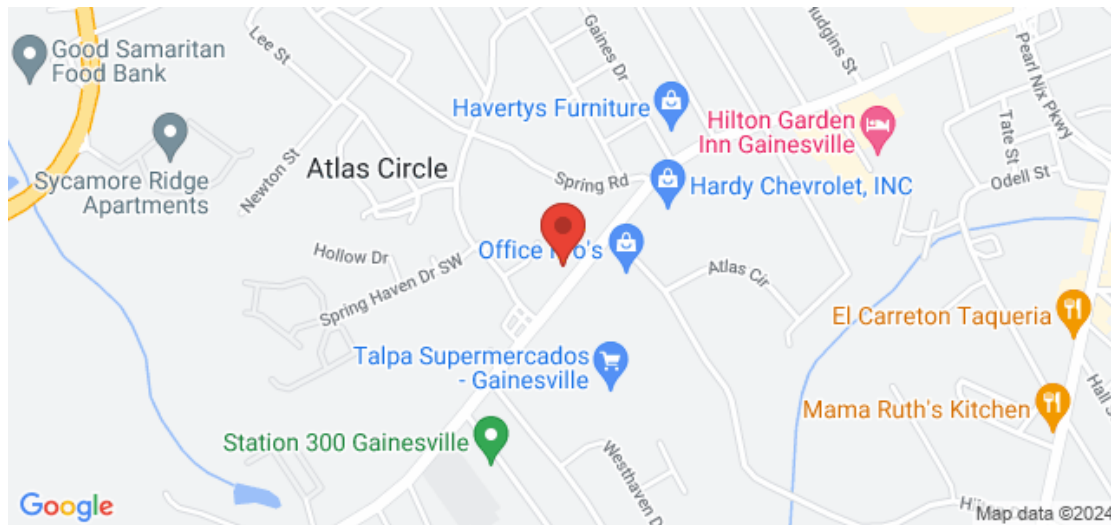 Good Samaritan
Food Bank
Lee St
Gaines Dr
Pearl Nix Pkwy
Havertys Furniture
Hilton Garden
Inn Gainesville
Tate St
Odell St
Sycamore Ridge
Apartments
Newton St
Atlas Circle
Spring Rd
Hardy Chevrolet, INC
Hollow Dr
Spring Haven Dr SW
Office
Atlas Cir
El Carreton Taqueria
Talpa Supermercados
- Gainesville
Mama Ruth's Kitchen
Station 300 Gainesville
Westhaven D
Google
Map data ©2024